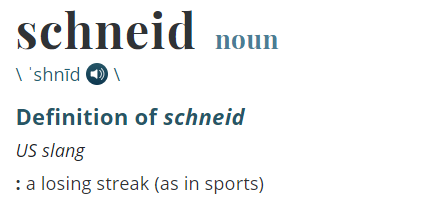 schneid noun
\ ˈshnīd \
Definition of schneid
US slang
: a losing streak (as in sports)